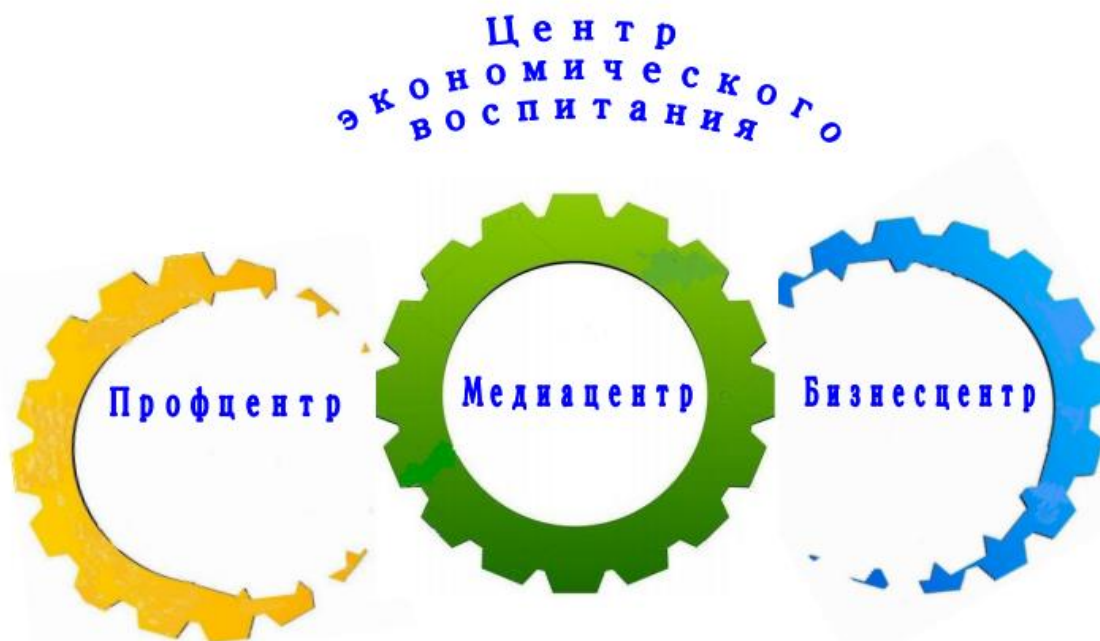 Центр
экономического
воспитания
Профцентр
Медиацентр
Бизнесцентр